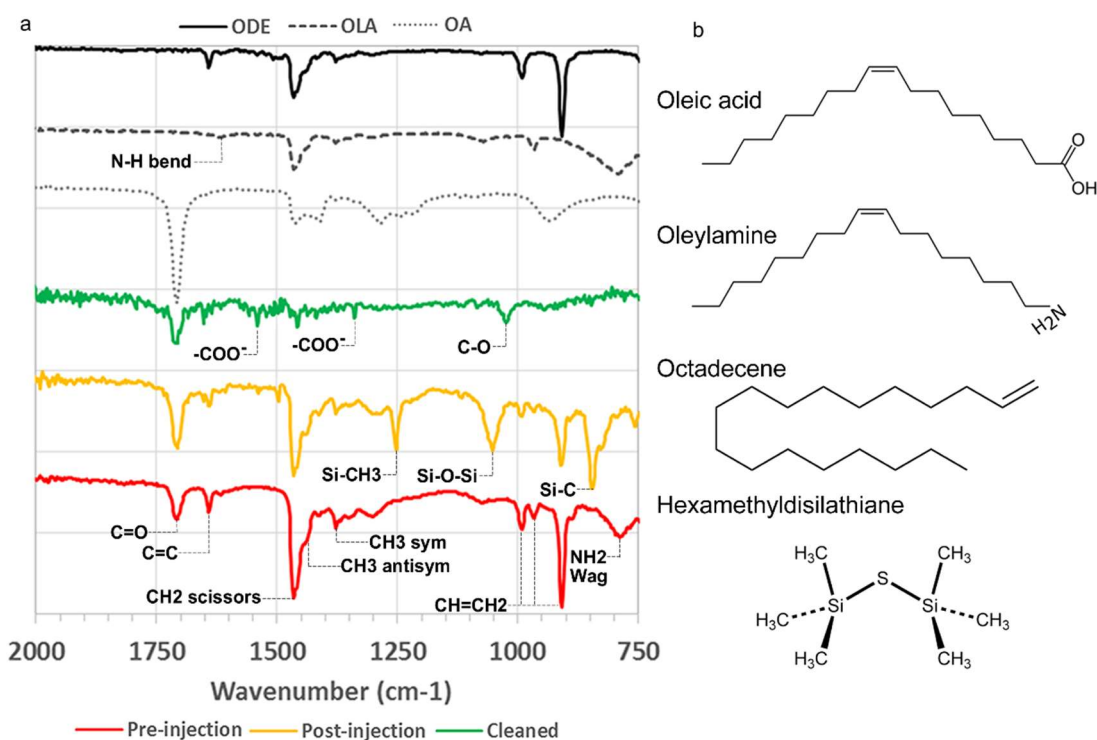 a
ODE
OLA
OA
N-H bend
-COO⁻
-COO⁻
C-O
Si-CH3
Si-O-Si
Si-C
C=O
C=C
CH2 scissors
CH3 sym
CH3 antisym
CH=CH2
NH2
Wag
2000
1750
1500
1250
1000
750
Wavenumber (cm-1)
Pre-injection
Post-injection
Cleaned
b
Oleic acid
O
OH
Oleylamine
H2N
Octadecene
Hexamethyldisilathiane
H₃C
CH₃
S
Si
Si
H₃C
CH₃
H₃C
CH₃